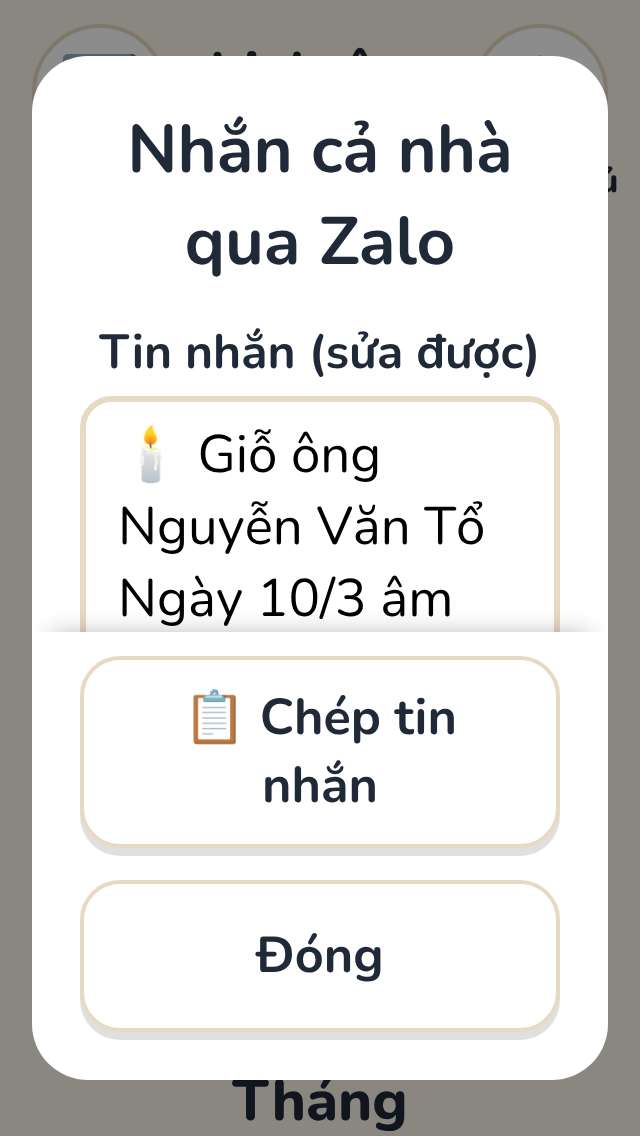 Nhắn cả nhà
qua Zalo
Tin nhắn (sửa được)
🕯️ Giỗ ông
Nguyễn Văn Tổ
Ngày 10/3 âm
📋 Chép tin
nhắn
Đóng
Tháng